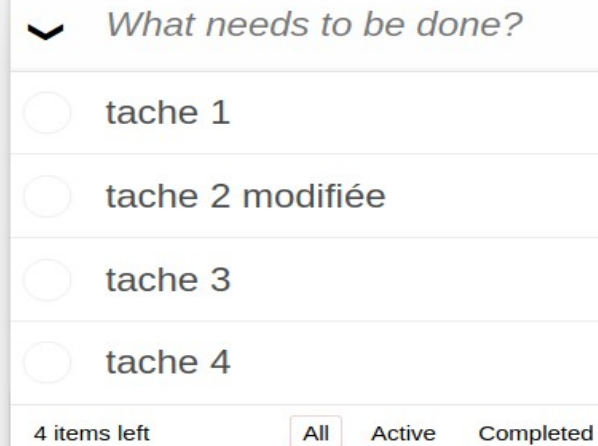 What needs to be done?
tache 1
tache 2 modifiée
tache 3
tache 4
4 items left All Active Completed